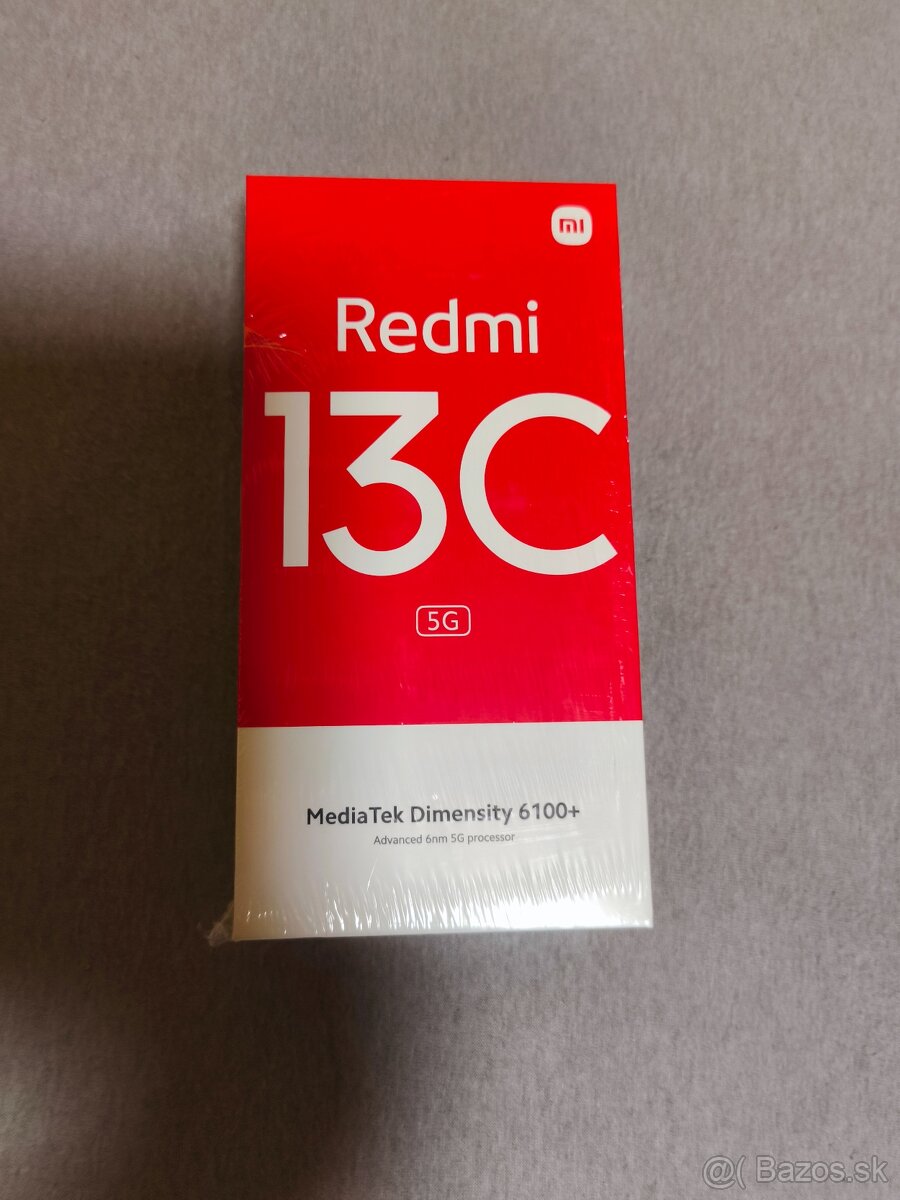 mi
Redmi
13C
5G
MediaTek Dimensity 6100+
Advanced 6nm 5G processor
@( Bazos.sk